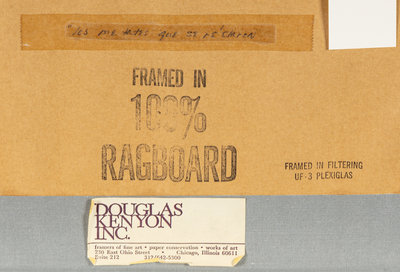 "les
FRAMED IN
100%
RAGBOARD
FRAMED IN FILTERING
UF-3 PLEXIGLAS
DOUGLAS
KENYON
INC.
framers of fine art • paper conservation • works of art
230 East Ohio Street • Chicago, Illinois 60611
Suite 212 312/642-5300